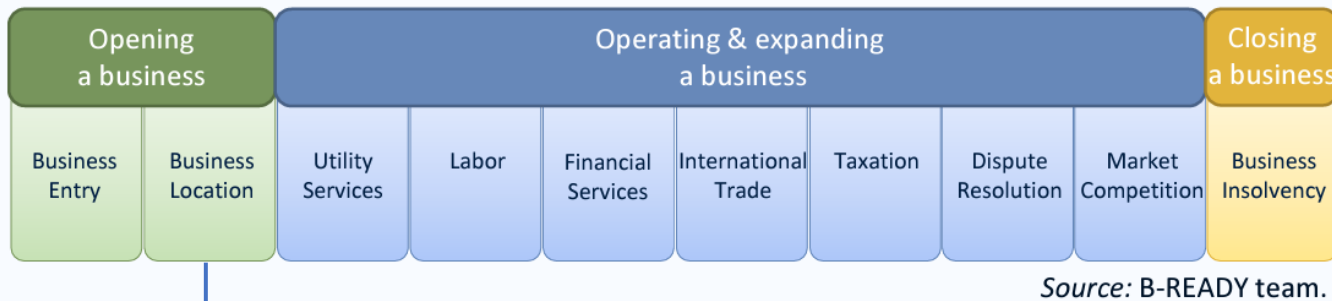 Opening
a business
Operating & expanding
a business
Closing
a business
Business
Entry
Business
Location
Utility
Services
Labor
Financial
Services
International
Trade
Taxation
Dispute
Resolution
Market
Competition
Business
Insolvency
Source: B-READY team.